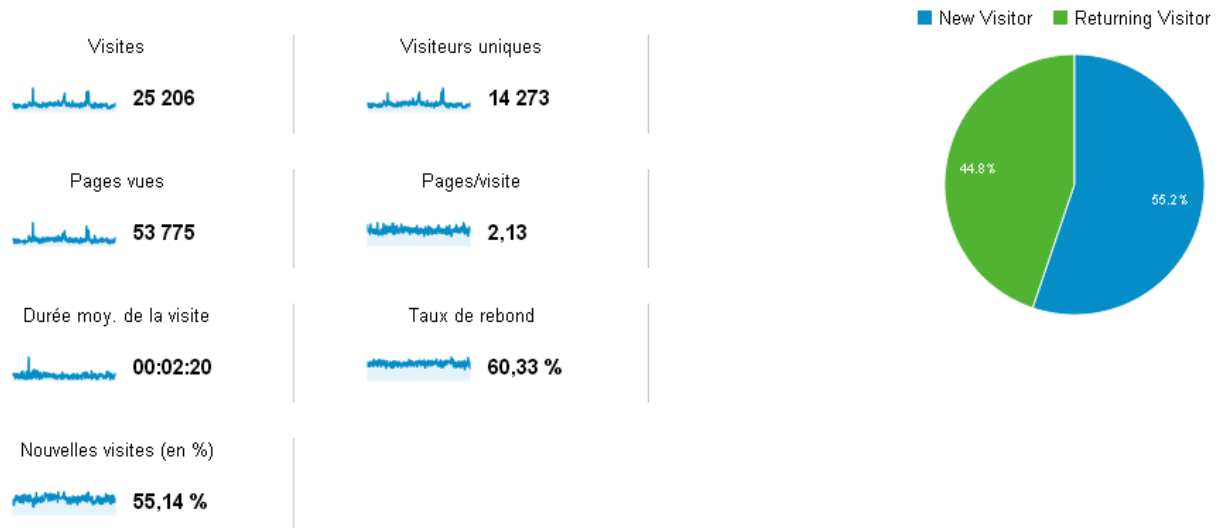 New Visitor
Returning Visitor
Visites
Visiteurs uniques
25 206
14 273
Pages vues
Pages/visite
53 775
2,13
44.8%
55.2%
Durée moy. de la visite
Taux de rebond
00:02:20
60,33 %
Nouvelles visites (en %)
55,14 %